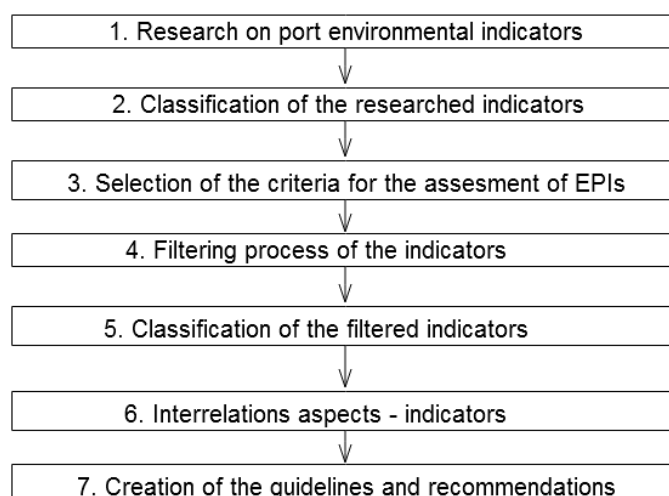 1. Research on port environmental indicators
2. Classification of the researched indicators
3. Selection of the criteria for the assesment of EPIs
4. Filtering process of the indicators
5. Classification of the filtered indicators
6. Interrelations aspects - indicators
7. Creation of the guidelines and recommendations